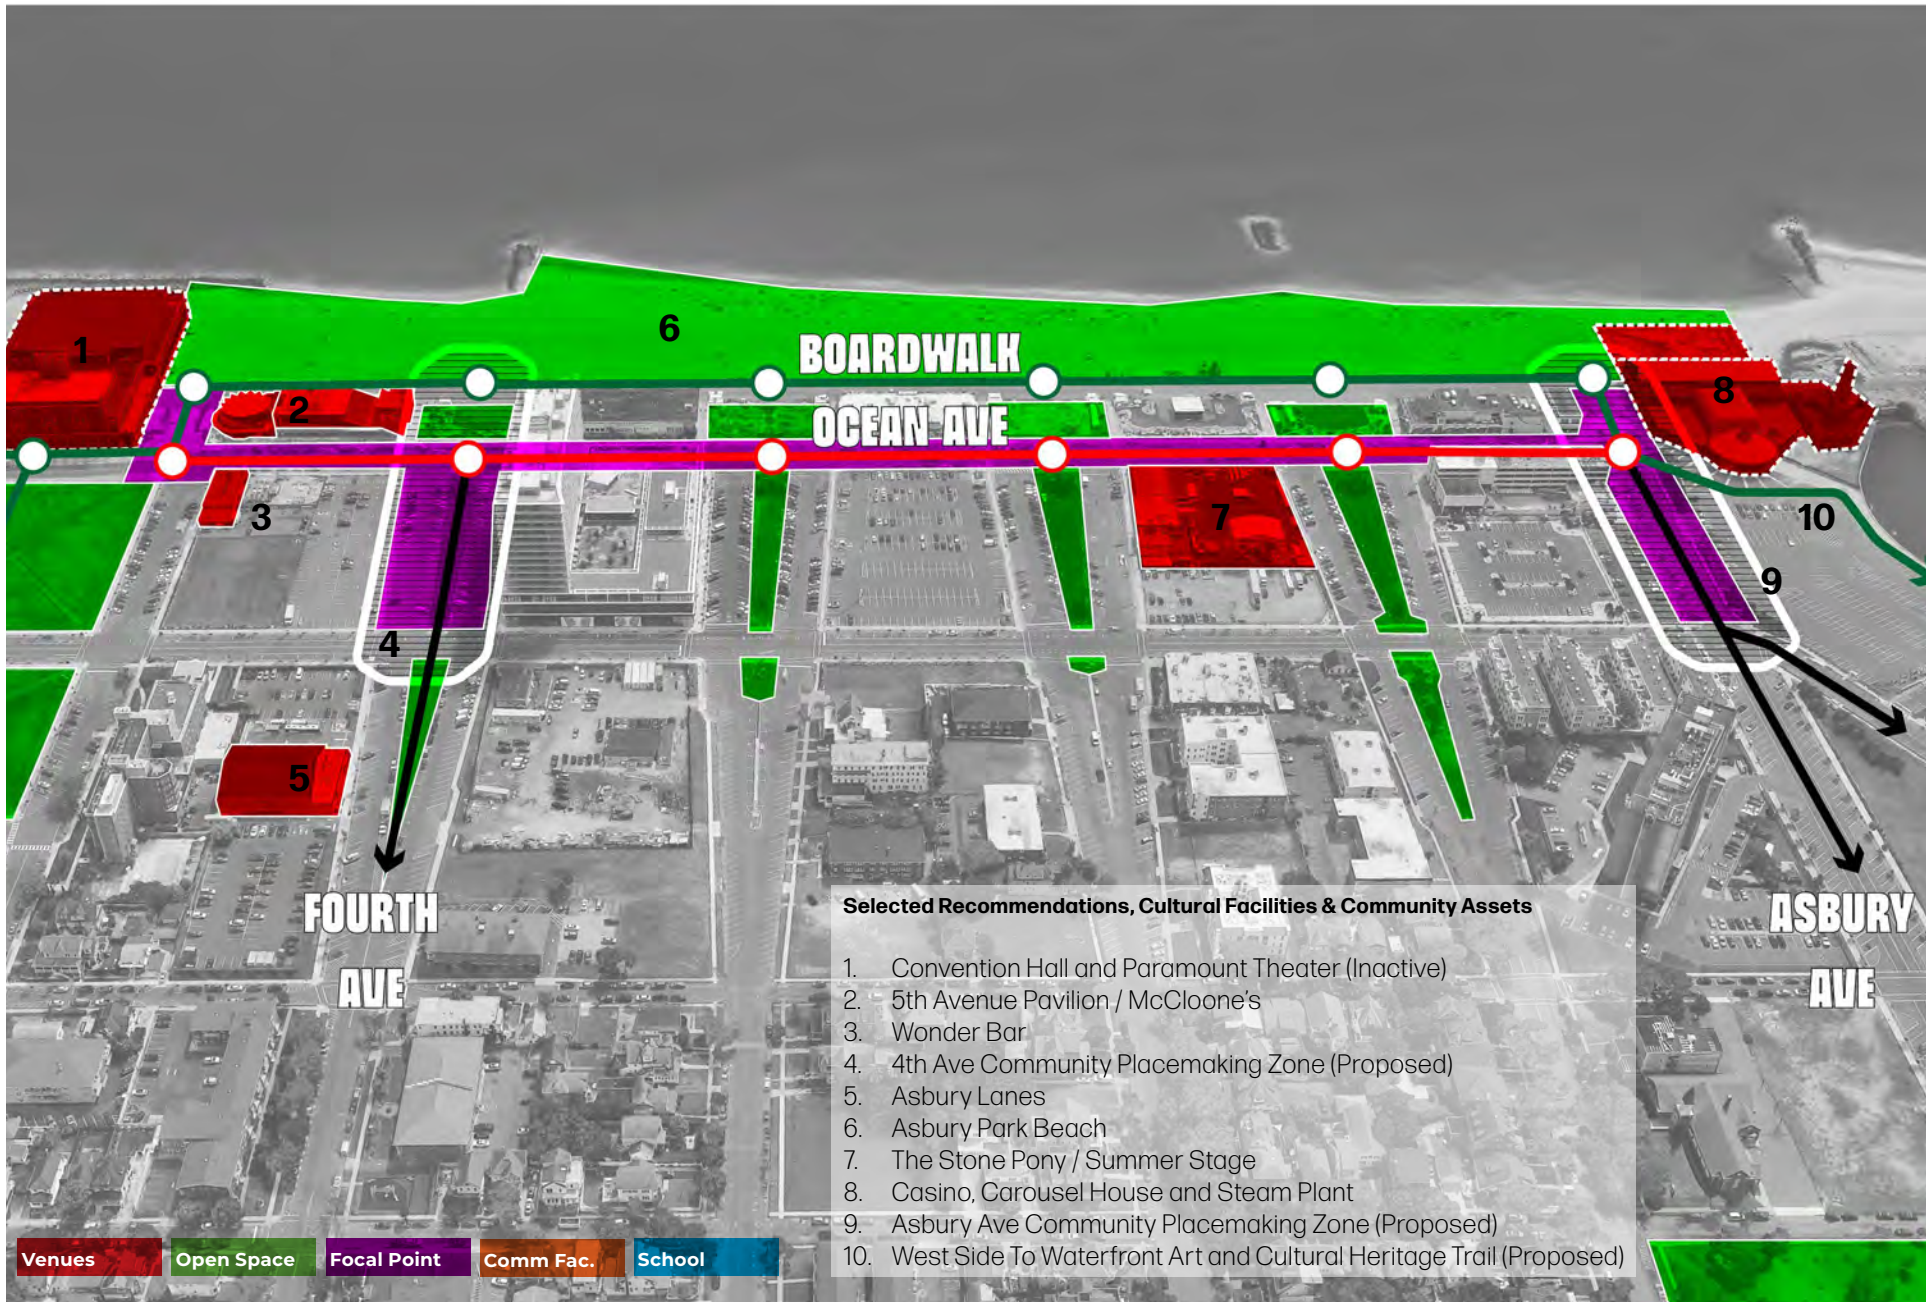 1
6
BOARDWALK
8
2
OCEAN AVE
3
7
10
9
4
5
FOURTH
AVE
ASBURY
AVE
Selected Recommendations, Cultural Facilities & Community Assets
1. Convention Hall and Paramount Theater (Inactive)
2. 5th Avenue Pavilion / McCloone's
3. Wonder Bar
4. 4th Ave Community Placemaking Zone (Proposed)
5. Asbury Lanes
6. Asbury Park Beach
7. The Stone Pony / Summer Stage
8. Casino, Carousel House and Steam Plant
9. Asbury Ave Community Placemaking Zone (Proposed)
10. West Side To Waterfront Art and Cultural Heritage Trail (Proposed)
Venues
Open Space
Focal Point
Comm Fac.
School